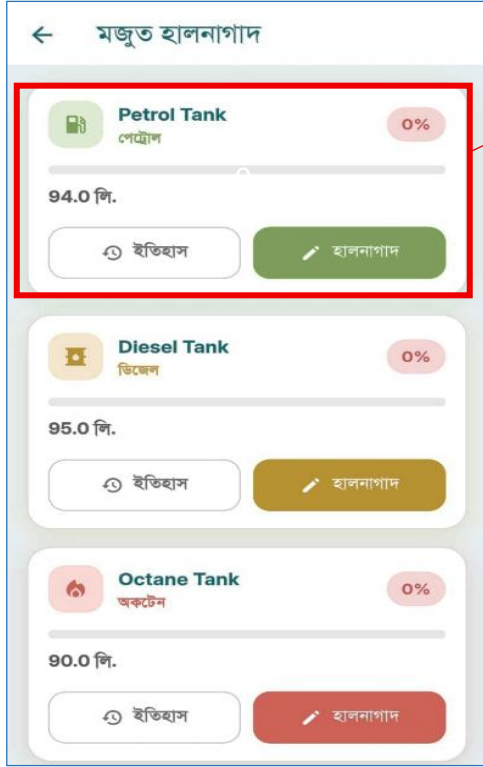 মজুত হালনাগাদ
Petrol Tank
পেট্রোল
0%
94.0 লি.
ইতিহাস
হালনাগাদ
Diesel Tank
ডিজেল
0%
95.0 লি.
ইতিহাস
হালনাগাদ
Octane Tank
অকটেন
0%
90.0 লি.
ইতিহাস
হালনাগাদ